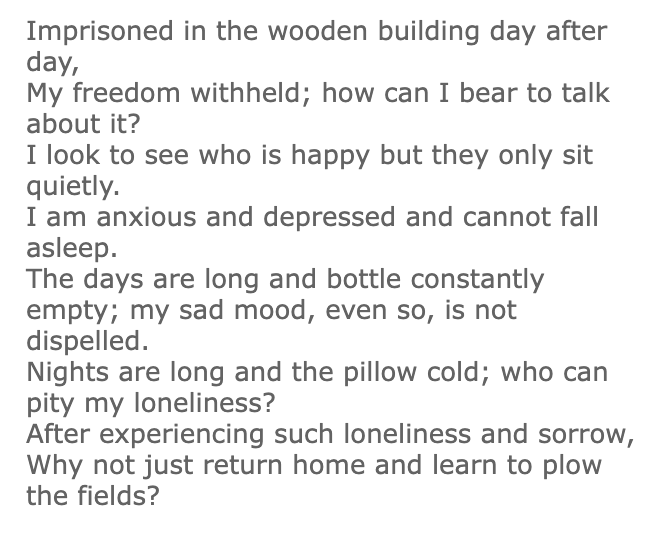 Imprisoned in the wooden building day after
day,
My freedom withheld; how can I bear to talk
about it?
I look to see who is happy but they only sit
quietly.
I am anxious and depressed and cannot fall
asleep.
The days are long and bottle constantly
empty; my sad mood, even so, is not
dispelled.
Nights are long and the pillow cold; who can
pity my loneliness?
After experiencing such loneliness and sorrow,
Why not just return home and learn to plow
the fields?